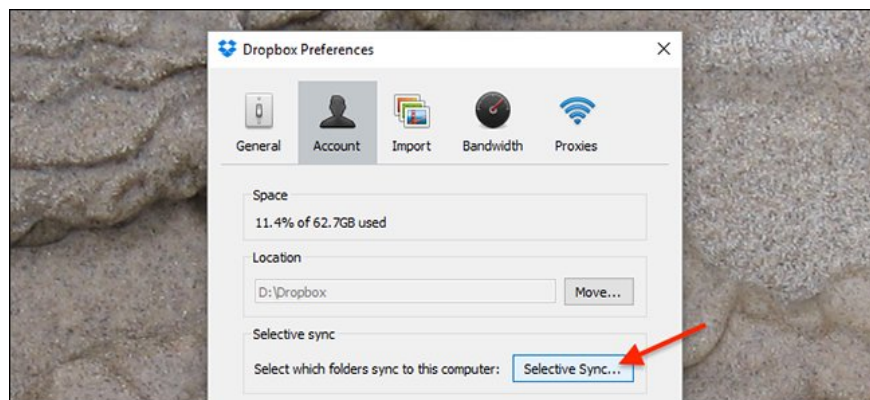 Dropbox Preferences
General Account Import Bandwidth Proxies
Space
11.4% of 62.7GB used
Location
D:\Dropbox Move...
Selective sync
Select which folders sync to this computer: Selective Sync...